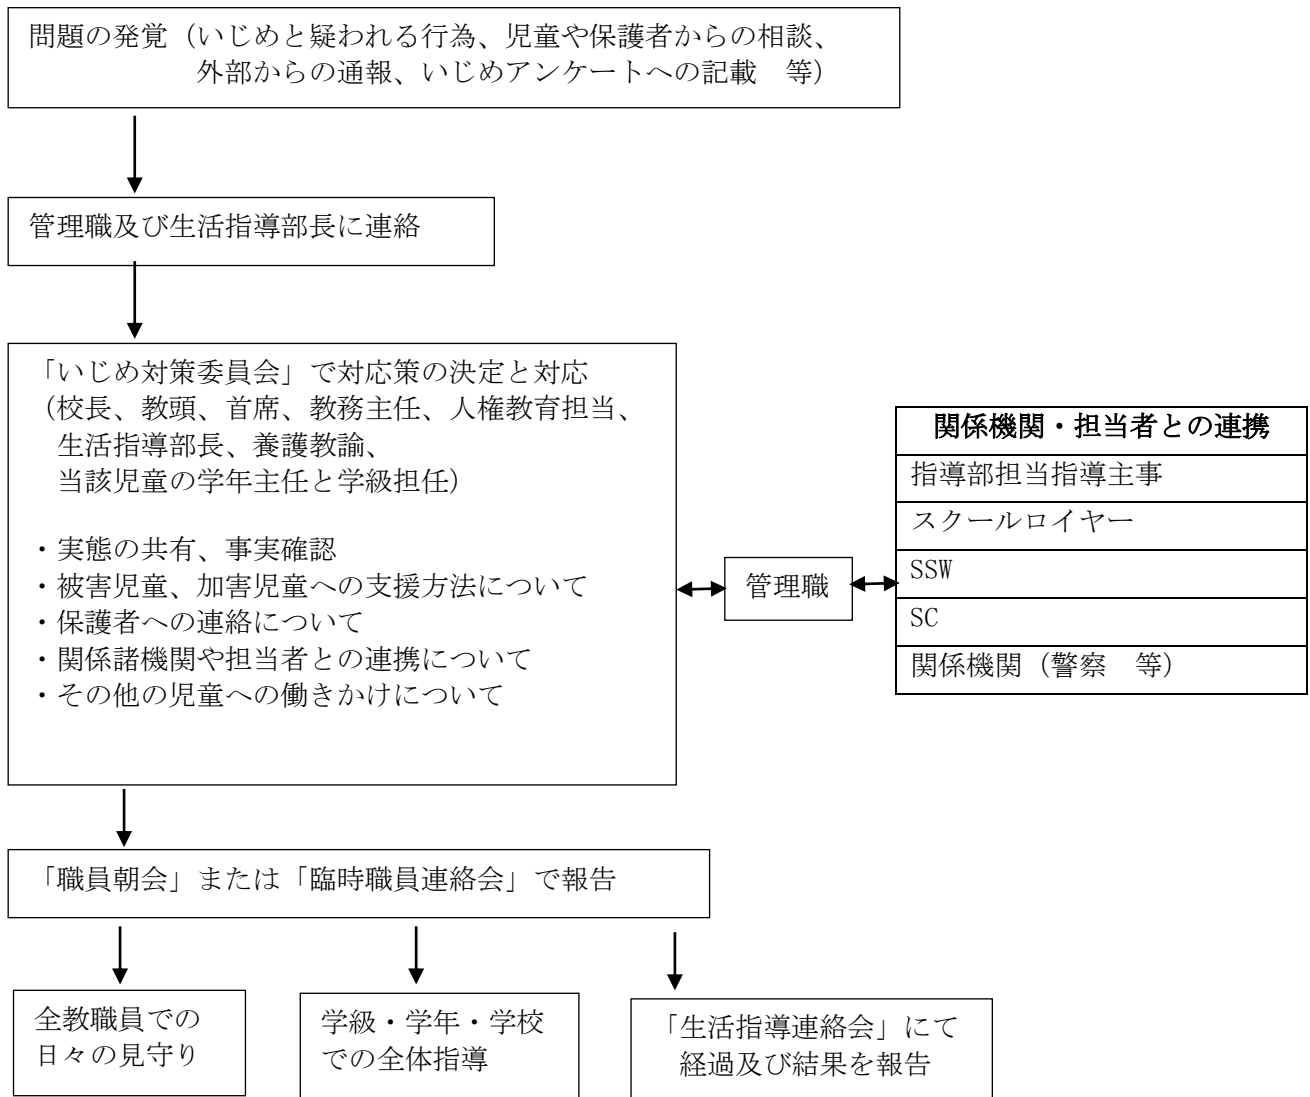 問題の発覚（いじめと疑われる行為、児童や保護者からの相談、
外部からの通報、いじめアンケートへの記載　等）
管理職及び生活指導部長に連絡
「いじめ対策委員会」で対応策の決定と対応
（校長、教頭、首席、教務主任、人権教育担当、
生活指導部長、養護教諭、
当該児童の学年主任と学級担任）
・実態の共有、事実確認
・被害児童、加害児童への支援方法について
・保護者への連絡について
・関係諸機関や担当者との連携について
・その他の児童への働きかけについて
管理職
関係機関・担当者との連携
指導部担当指導主事
スクールロイヤー
SSW
SC
関係機関（警察　等）
「職員朝会」または「臨時職員連絡会」で報告
全教職員での
日々の見守り
学級・学年・学校
での全体指導
「生活指導連絡会」にて
経過及び結果を報告